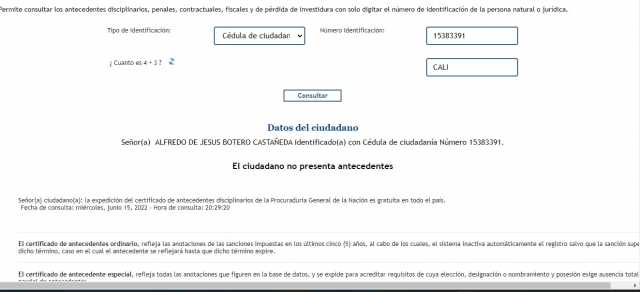 Permite consultar los antecedentes disciplinarios, penales, contractuales, fiscales y de pérdida de investidura con solo digitar el número de identificación de la persona natural o jurídica.
Tipo de Identificación: Cédula de ciudadan Número Identificación: 15383391
¿ Cuanto es 4 + 3 ? CALI
Consultar
Datos del ciudadano
Señor(a) ALFREDO DE JESUS BOTERO CASTAÑEDA identificado(a) con Cédula de ciudadanía Número 15383391.
El ciudadano no presenta antecedentes
Señor(a) ciudadano(a): la expedición del certificado de antecedentes disciplinarios de la Procuraduría General de la Nación es gratuita en todo el país.
Fecha de consulta: miércoles, junio 15, 2022 - Hora de consulta: 20:29:20
El certificado de antecedentes ordinario, refleja las anotaciones de las sanciones impuestas en los últimos cinco (5) años, al cabo de los cuales, el sistema inactiva automáticamente el registro salvo que la sanción supe
dicho término, caso en el cual el antecedente se reflejará hasta que dicho término expire.
El certificado de antecedente especial, refleja todas las anotaciones que figuren en la base de datos, y se expide para acreditar requisitos de cuya elección, designación o nombramiento y posesión exige ausencia total